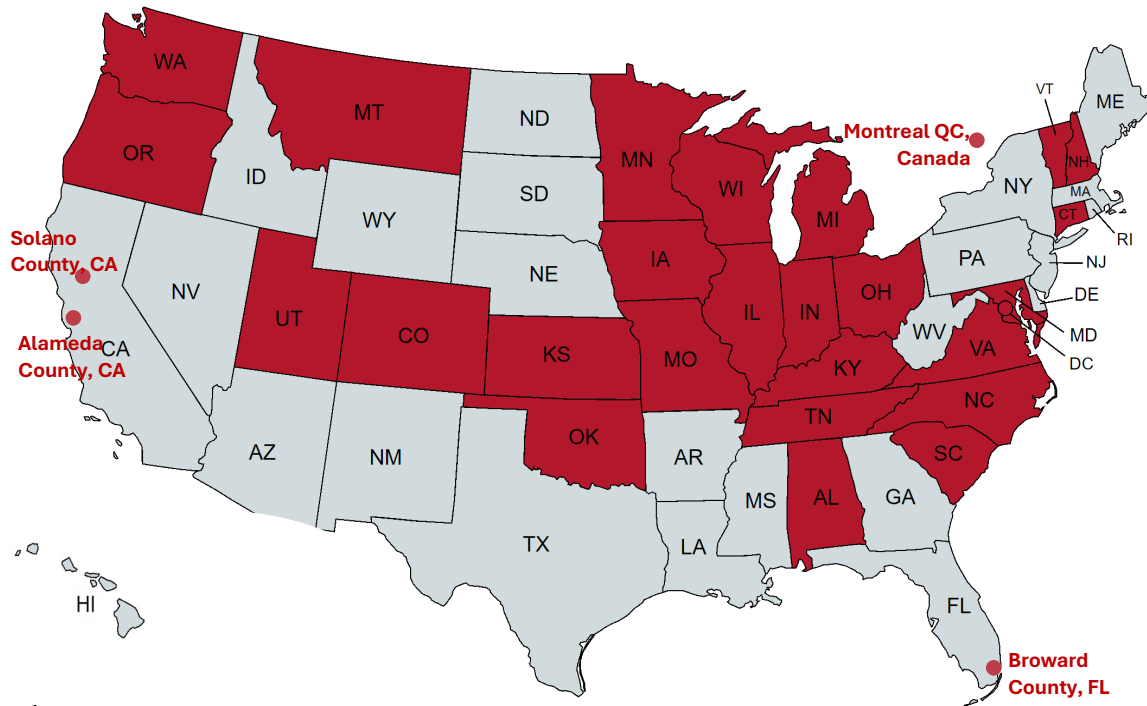 WA
MT
ND
MN
VT
ME
OR
ID
SD
WI
MI
Montreal QC,
Canada
NH
NY
MA
CT
RI
WY
Solano
County, CA
IA
NE
PA
NJ
NV
UT
CO
IL
IN
OH
DE
WV
MD
DC
VA
Alameda
County, CA
CA
KS
MO
KY
NC
TN
AZ
NM
OK
AR
SC
MS
AL
GA
TX
LA
HI
FL
Broward
County, FL